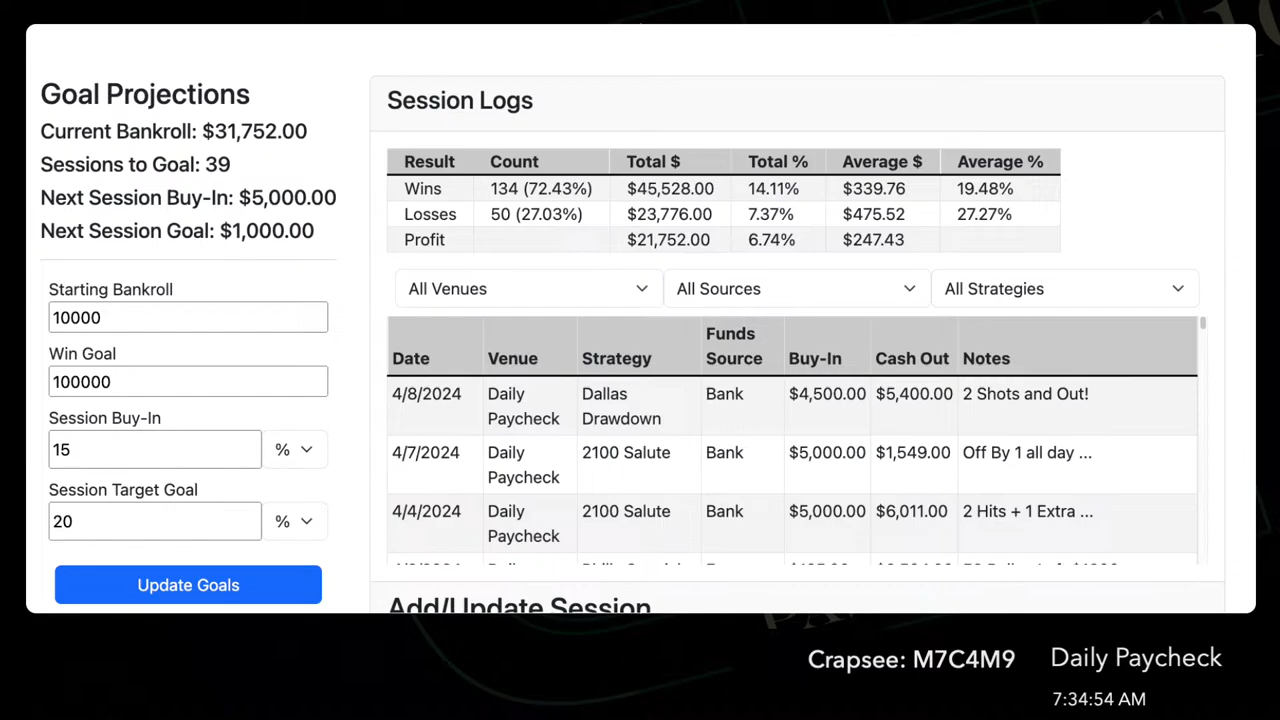 Goal Projections
Current Bankroll: $31,752.00
Sessions to Goal: 39
Next Session Buy-In: $5,000.00
Next Session Goal: $1,000.00
Starting Bankroll
10000
Win Goal
100000
Session Buy-In
15 %
Session Target Goal
20 %
Update Goals
Session Logs
Result Count Total $ Total % Average $ Average %
Wins 134 (72.43%) $45,528.00 14.11% $339.76 19.48%
Losses 50 (27.03%) $23,776.00 7.37% $475.52 27.27%
Profit $21,752.00 6.74% $247.43
All Venues All Sources All Strategies
Date Venue Strategy Funds Source Buy-In Cash Out Notes
4/8/2024 Daily Paycheck Dallas Drawdown Bank $4,500.00 $5,400.00 2 Shots and Out!
4/7/2024 Daily Paycheck 2100 Salute Bank $5,000.00 $1,549.00 Off By 1 all day ...
4/4/2024 Daily Paycheck 2100 Salute Bank $5,000.00 $6,011.00 2 Hits + 1 Extra ...
Add/Update Session
Crapsee: M7C4M9
Daily Paycheck
7:34:54 AM